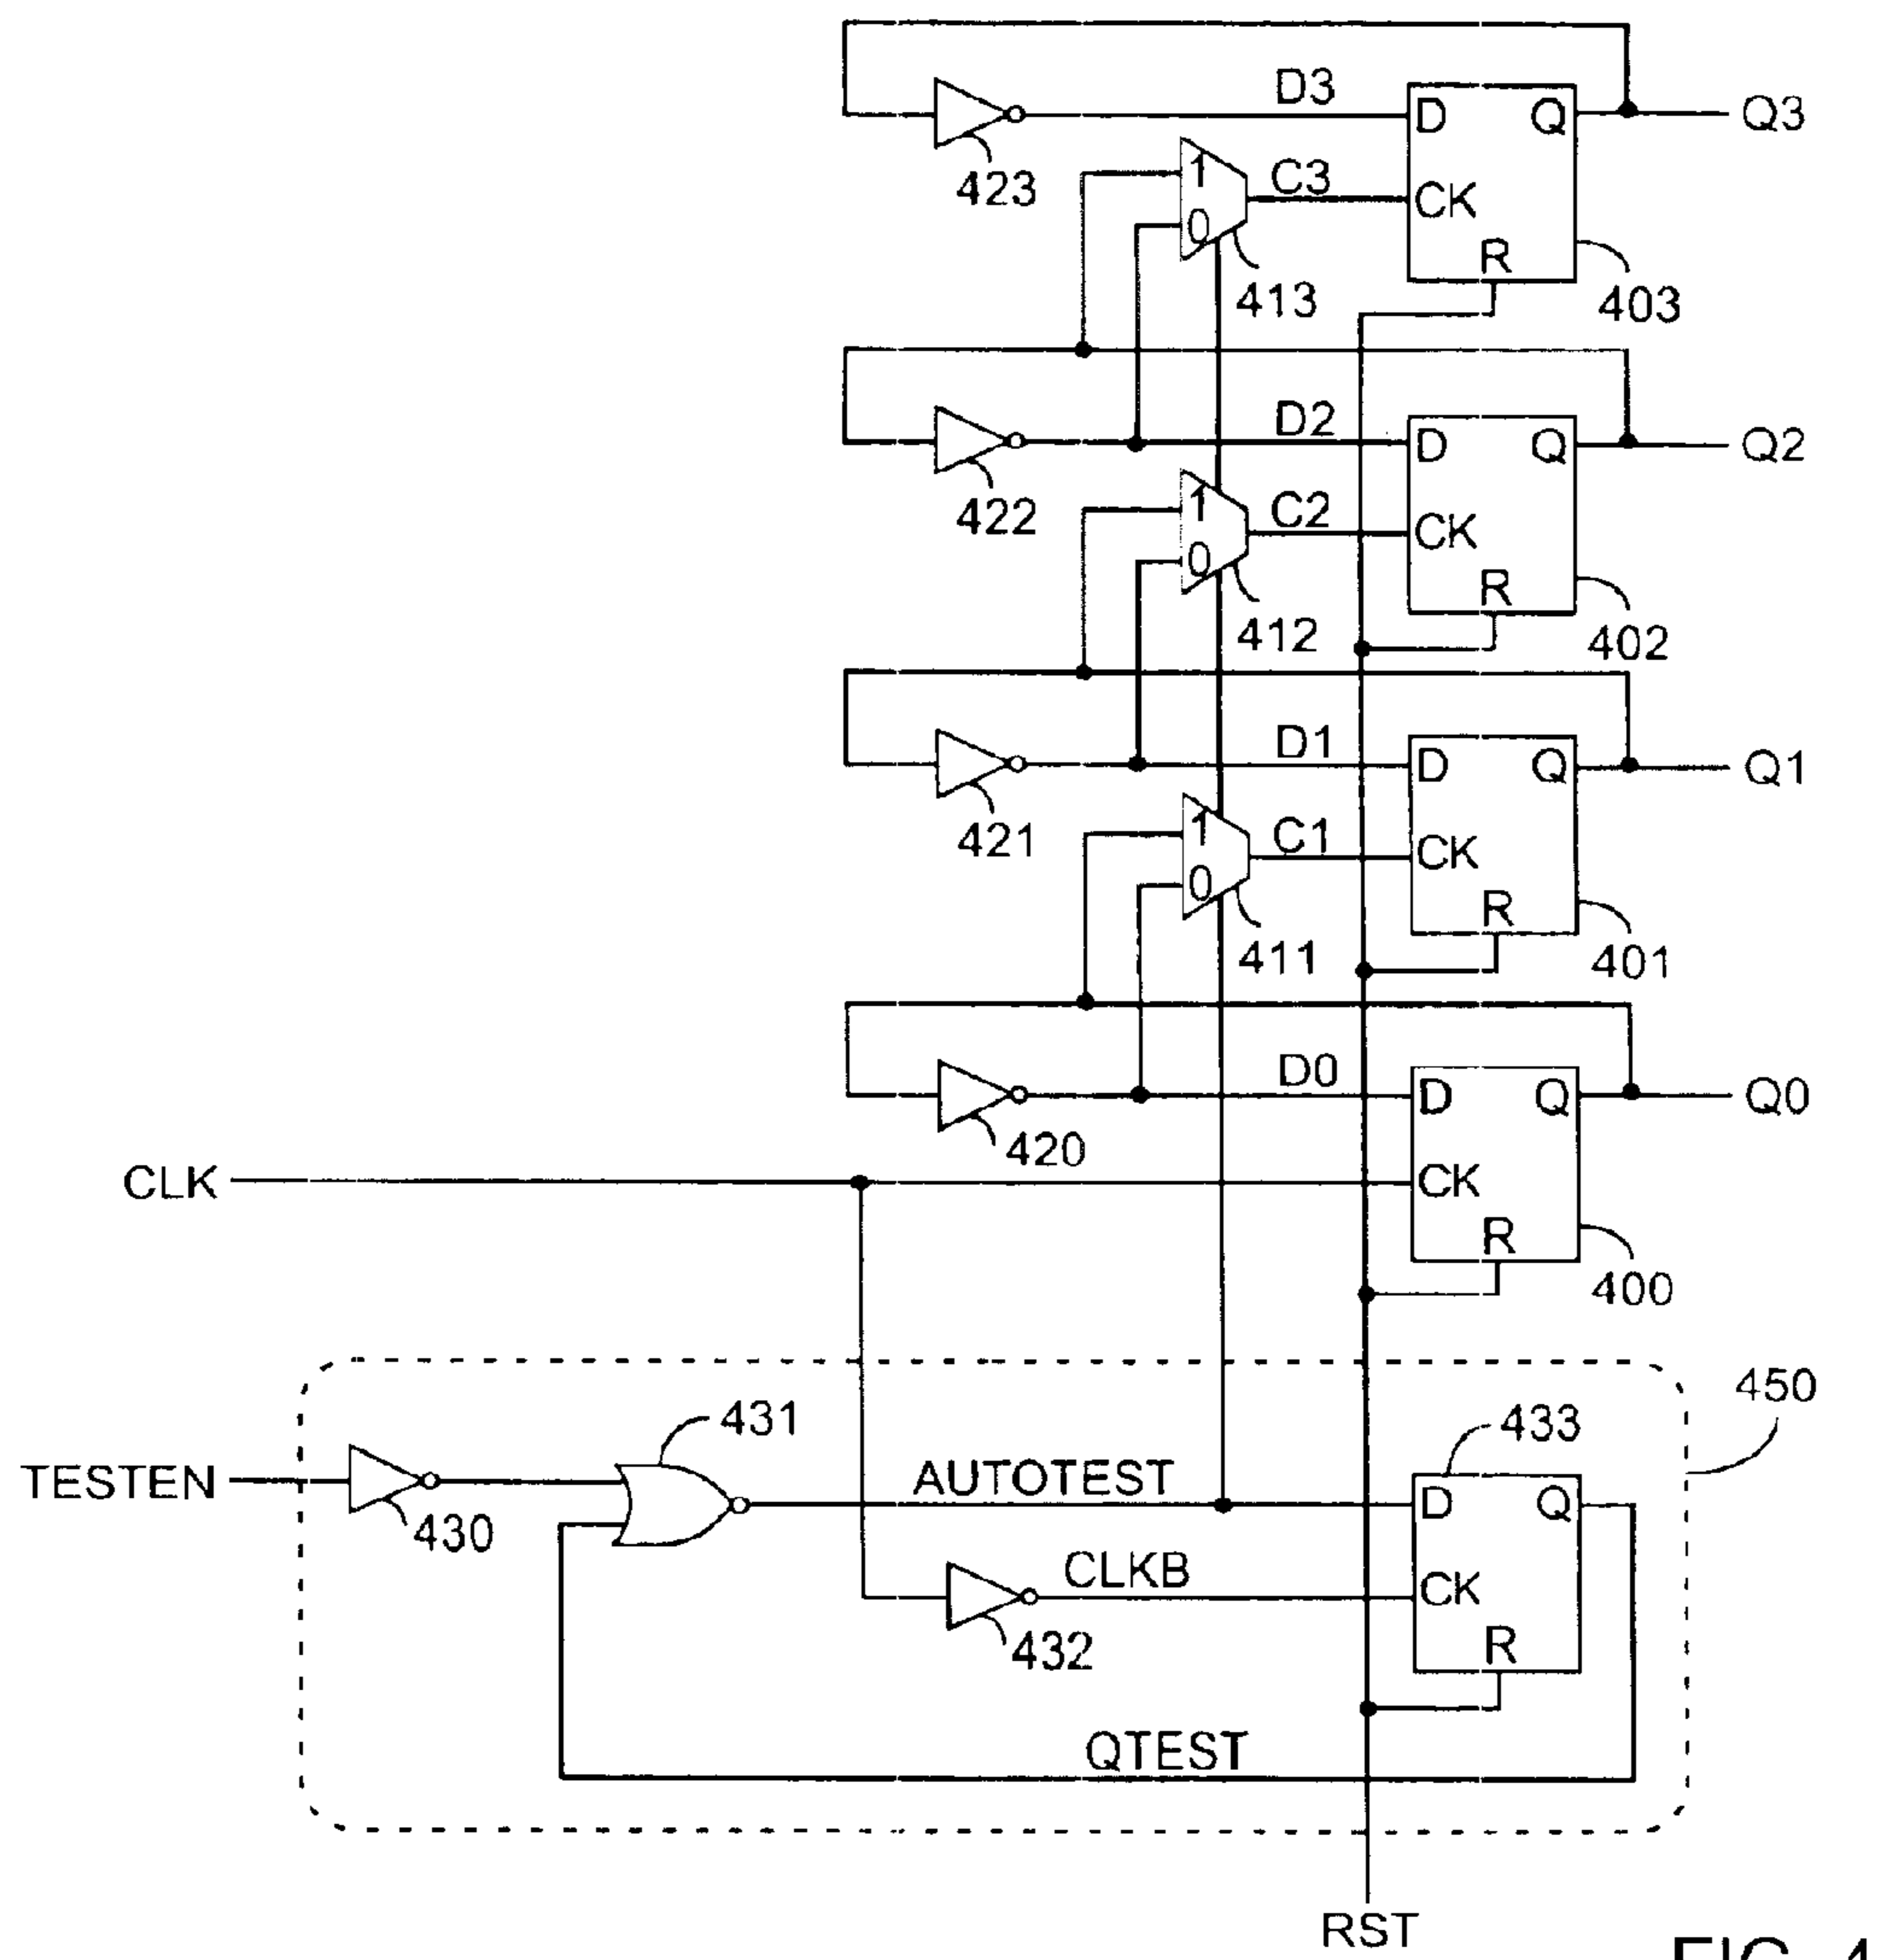 D3
D Q Q3
423
1 C3
CK
0
R
413
403
D2
D Q Q2
422
1 C2
CK
0
R
412
402
D1
D Q Q1
421
1 C1
CK
0
R
411
401
D0
D Q Q0
420
CLK
CK
R
400
450
431
433
TESTEN
AUTOTEST
D Q
430
CLKB
CK
432
R
QTEST
RST
FIG. 4